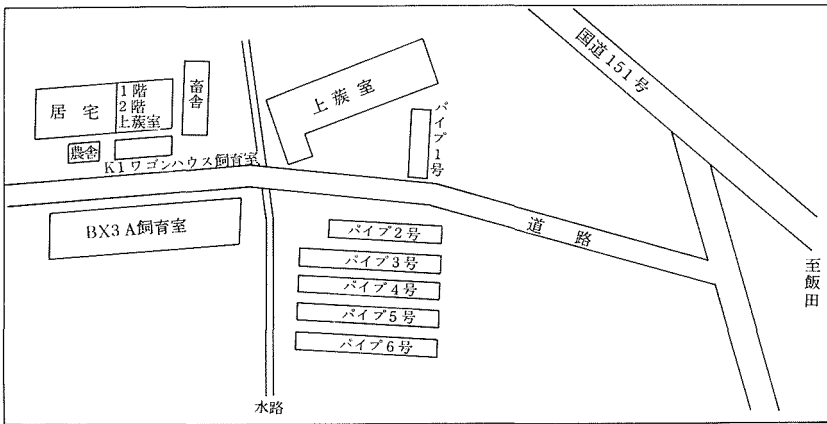 国道151号
畜舎
1階
2階
上蔟室
居宅
上蔟室
パイプ1号
農舎
K1ワゴンハウス飼育室
BX3A飼育室
パイプ2号
道路
パイプ3号
パイプ4号
至飯田
パイプ5号
パイプ6号
水路